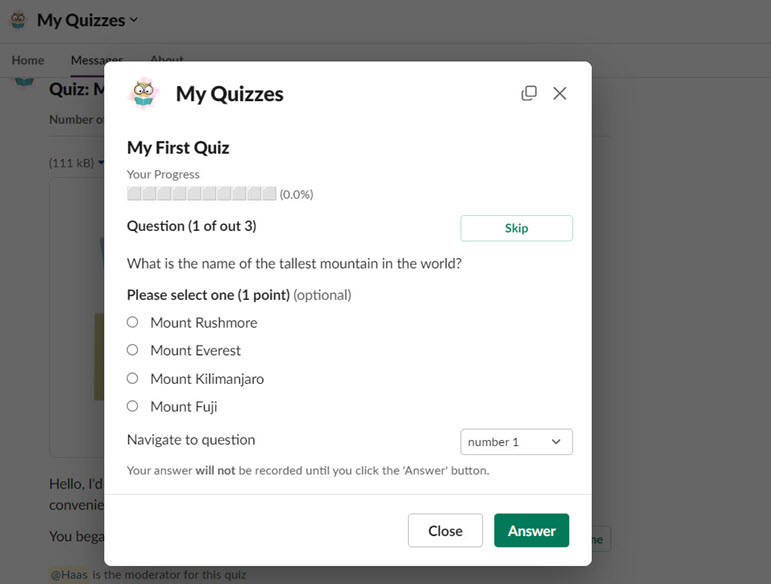 My Quizzes
Home Messages About
Quiz: M
Number o
(111 kB)
My Quizzes
My First Quiz
Your Progress
(0.0%)
Question (1 of out 3)
Skip
What is the name of the tallest mountain in the world?
Please select one (1 point) (optional)
Mount Rushmore
Mount Everest
Mount Kilimanjaro
Mount Fuji
Navigate to question
number 1
Your answer will not be recorded until you click the 'Answer' button.
Close
Answer
Hello, I'd
convenie
You bega
me
@Haas is the moderator for this quiz